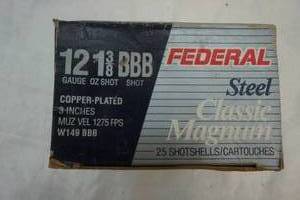 12 1 3/8 BBB
GAUGE OZ SHOT SHOT
COPPER-PLATED
3 INCHES
MUZ VEL 1275 FPS
W149 BBB
FEDERAL
Steel
Classic
Magnum
25 SHOTSHELLS/CARTOUCHES